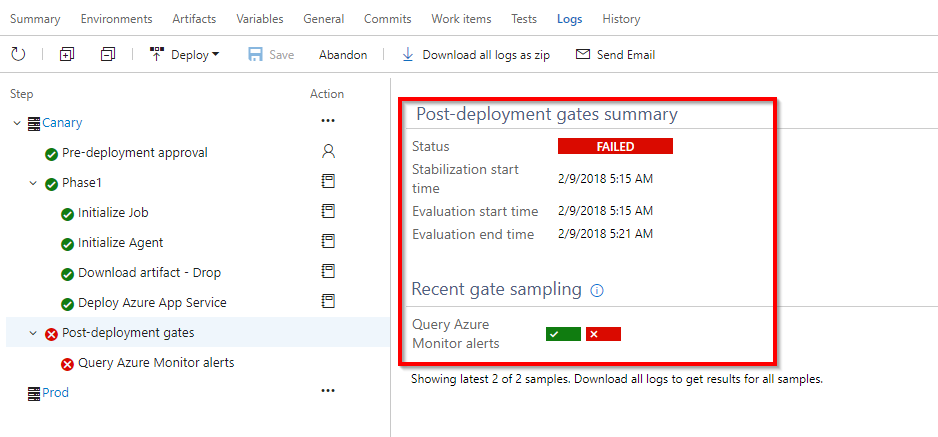 Summary Environments Artifacts Variables General Commits Work items Tests Logs History
Deploy Save Abandon Download all logs as zip Send Email
Step Action
Canary
Pre-deployment approval
Phase1
Initialize Job
Initialize Agent
Download artifact - Drop
Deploy Azure App Service
Post-deployment gates
Query Azure Monitor alerts
Prod
Post-deployment gates summary
Status FAILED
Stabilization start
time
2/9/2018 5:15 AM
Evaluation start time 2/9/2018 5:15 AM
Evaluation end time 2/9/2018 5:21 AM
Recent gate sampling
Query Azure
Monitor alerts
Showing latest 2 of 2 samples. Download all logs to get results for all samples.